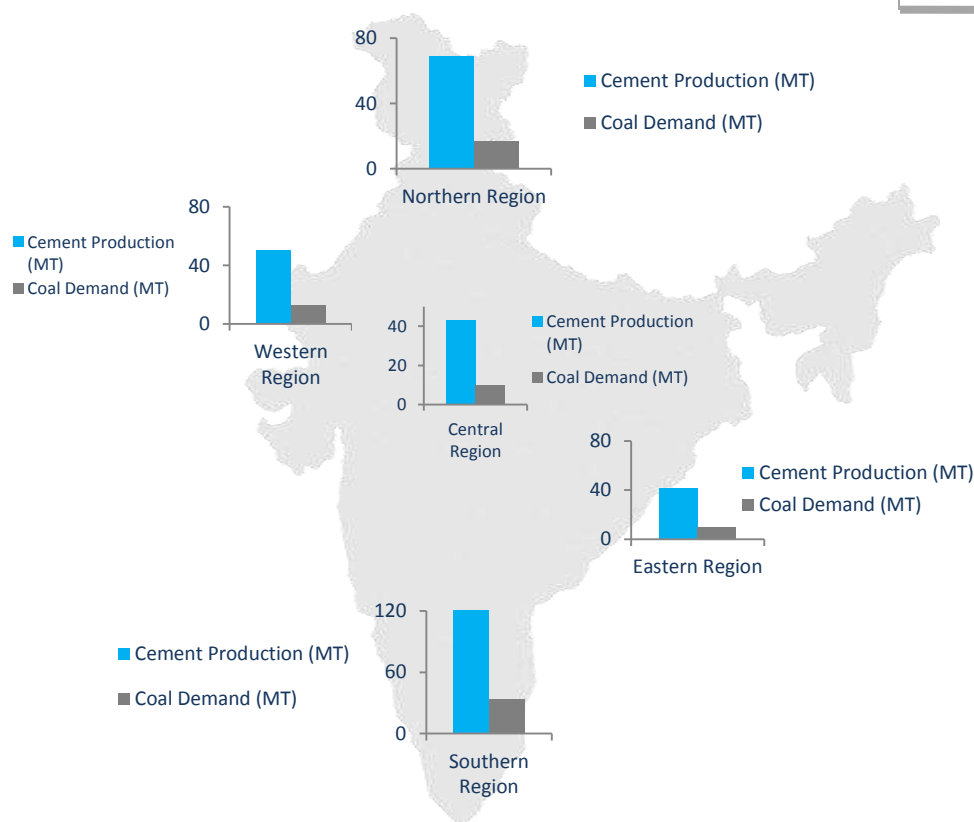 80
40
0
Northern Region
Cement Production (MT)
Coal Demand (MT)
80
40
0
Western
Region
Cement Production
(MT)
Coal Demand (MT)
40
20
0
Central
Region
Cement Production
(MT)
Coal Demand (MT)
80
40
0
Eastern Region
Cement Production (MT)
Coal Demand (MT)
120
60
0
Southern
Region
Cement Production (MT)
Coal Demand (MT)